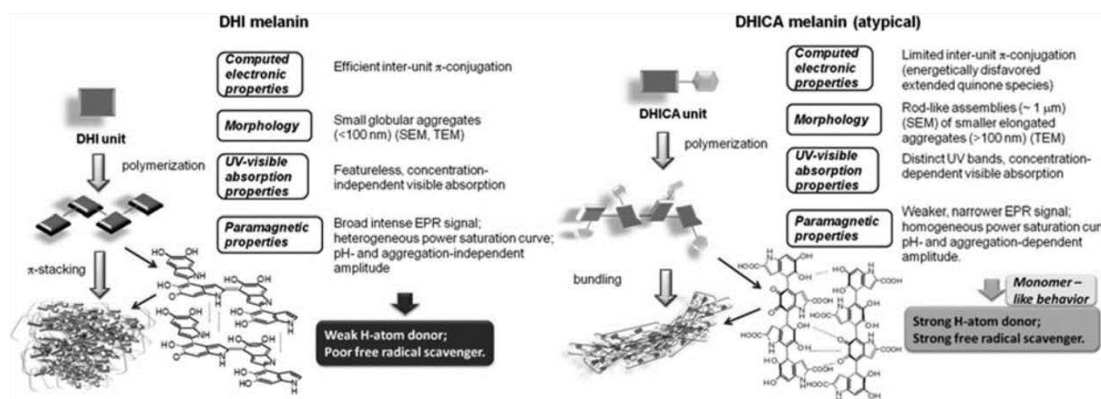 DHI melanin
Computed
electronic
properties
Efficient inter-unit π-conjugation
DHI unit
Morphology
Small globular aggregates
(<100 nm) (SEM, TEM)
polymerization
UV-visible
absorption
properties
Featureless, concentration-
independent visible absorption
Paramagnetic
properties
Broad intense EPR signal;
heterogeneous power saturation curve;
pH- and aggregation-independent
amplitude
π-stacking
Weak H-atom donor;
Poor free radical scavenger.
DHICA melanin (atypical)
Computed
electronic
properties
Limited inter-unit π-conjugation
(energetically disfavored
extended quinone species)
DHICA unit
Morphology
Rod-like assemblies (~ 1 μm)
(SEM) of smaller elongated
aggregates (>100 nm) (TEM)
polymerization
UV-visible
absorption
properties
Distinct UV bands, concentration-
dependent visible absorption
Paramagnetic
properties
Weaker, narrower EPR signal;
homogeneous power saturation cur
pH- and aggregation-dependent
amplitude.
bundling
Monomer –
like behavior
Strong H-atom donor;
Strong free radical scavenger.